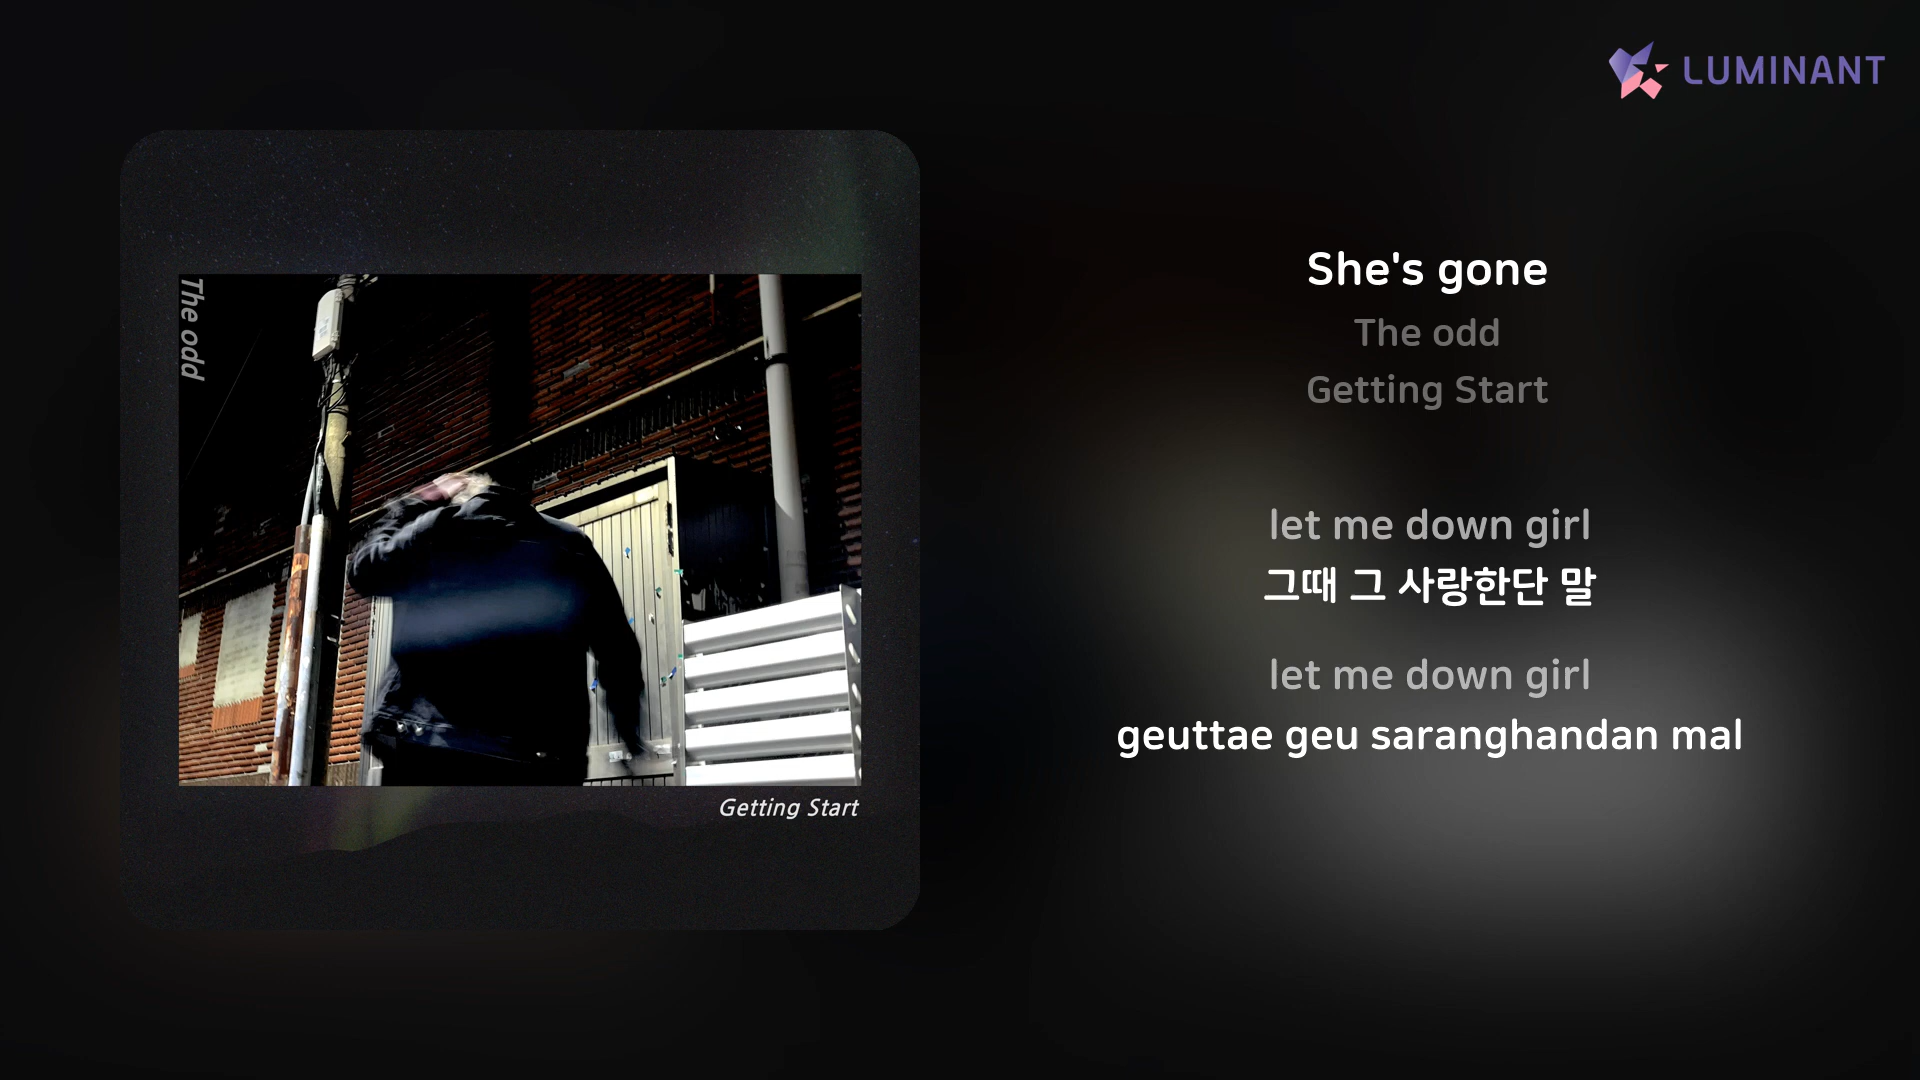 LUMINANT
The odd
Getting Start
She's gone
The odd
Getting Start
let me down girl
그때 그 사랑한단 말
let me down girl
geuttae geu saranghandan mal